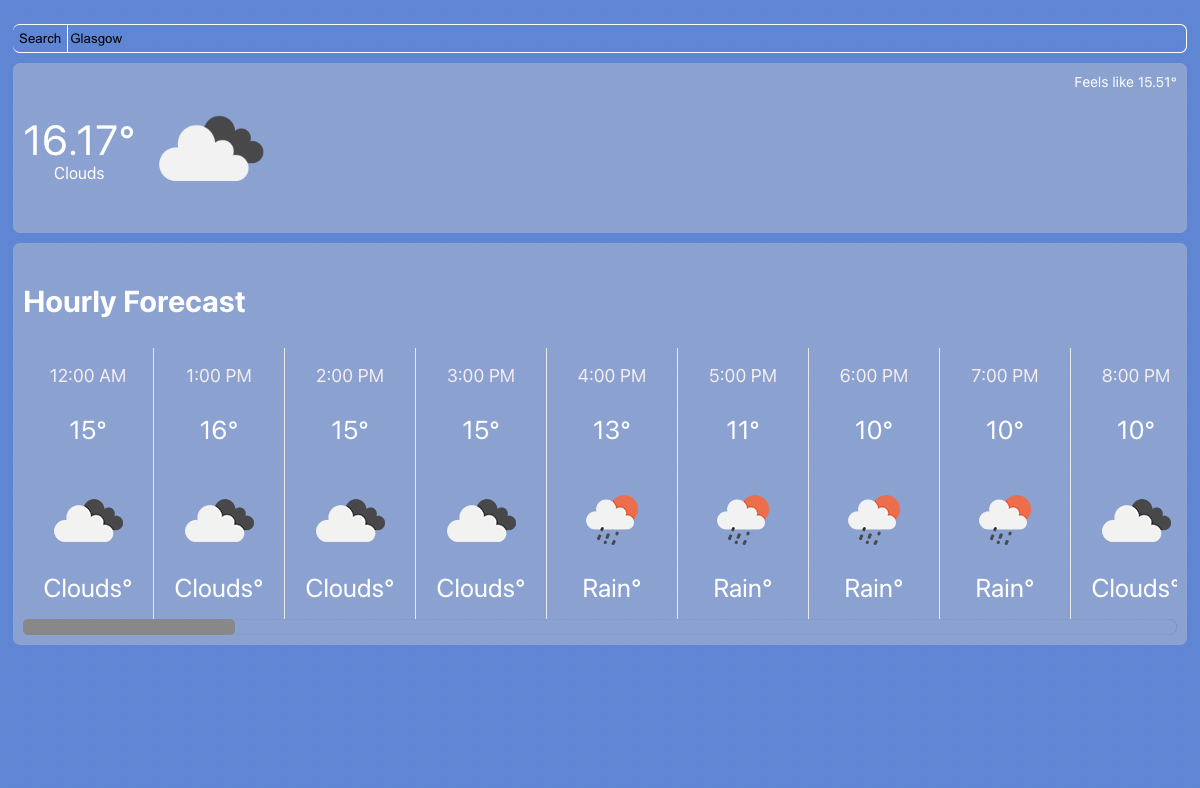 Search Glasgow
Feels like 15.51°
16.17°
Clouds
Hourly Forecast
12:00 AM 1:00 PM 2:00 PM 3:00 PM 4:00 PM 5:00 PM 6:00 PM 7:00 PM 8:00 PM
15° 16° 15° 15° 13° 11° 10° 10° 10°
Clouds° Clouds° Clouds° Clouds° Rain° Rain° Rain° Rain° Clouds°